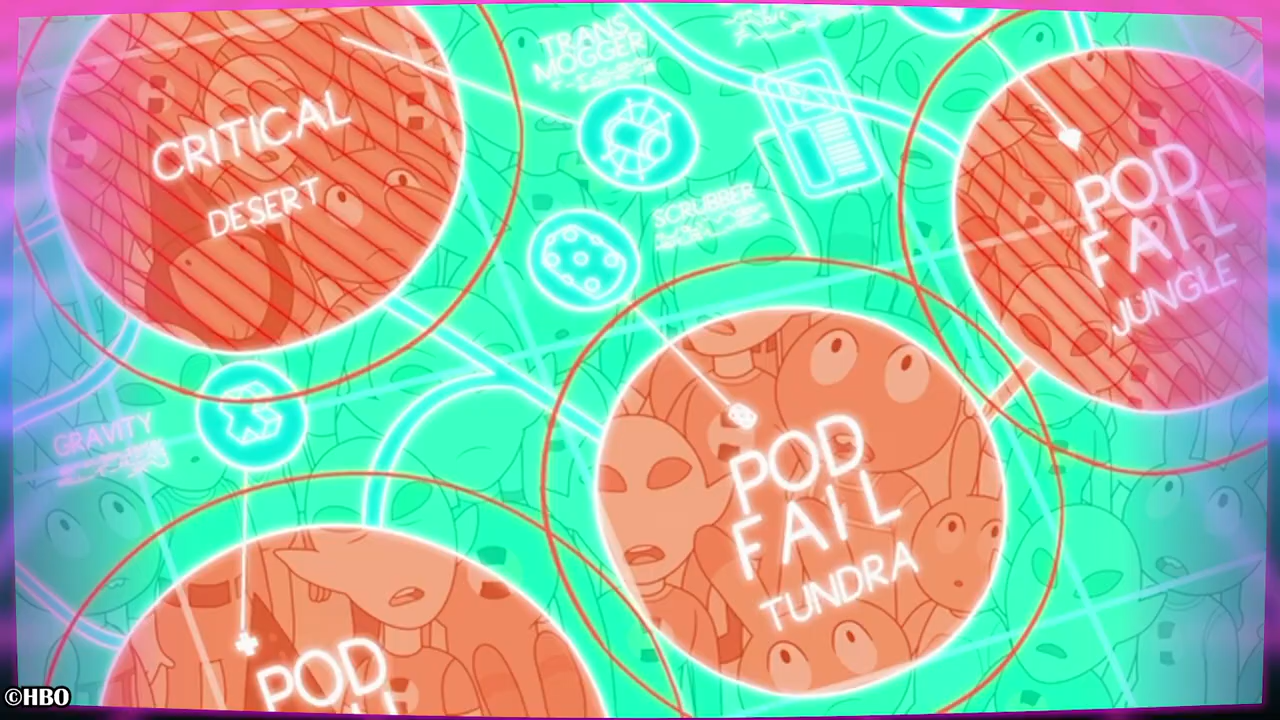 TRANS
MOGGER
CRITICAL
DESERT
SCRUBBER
POD
FAIL
JUNGLE
GRAVITY
POD
FAIL
TUNDRA
POD
©HBO